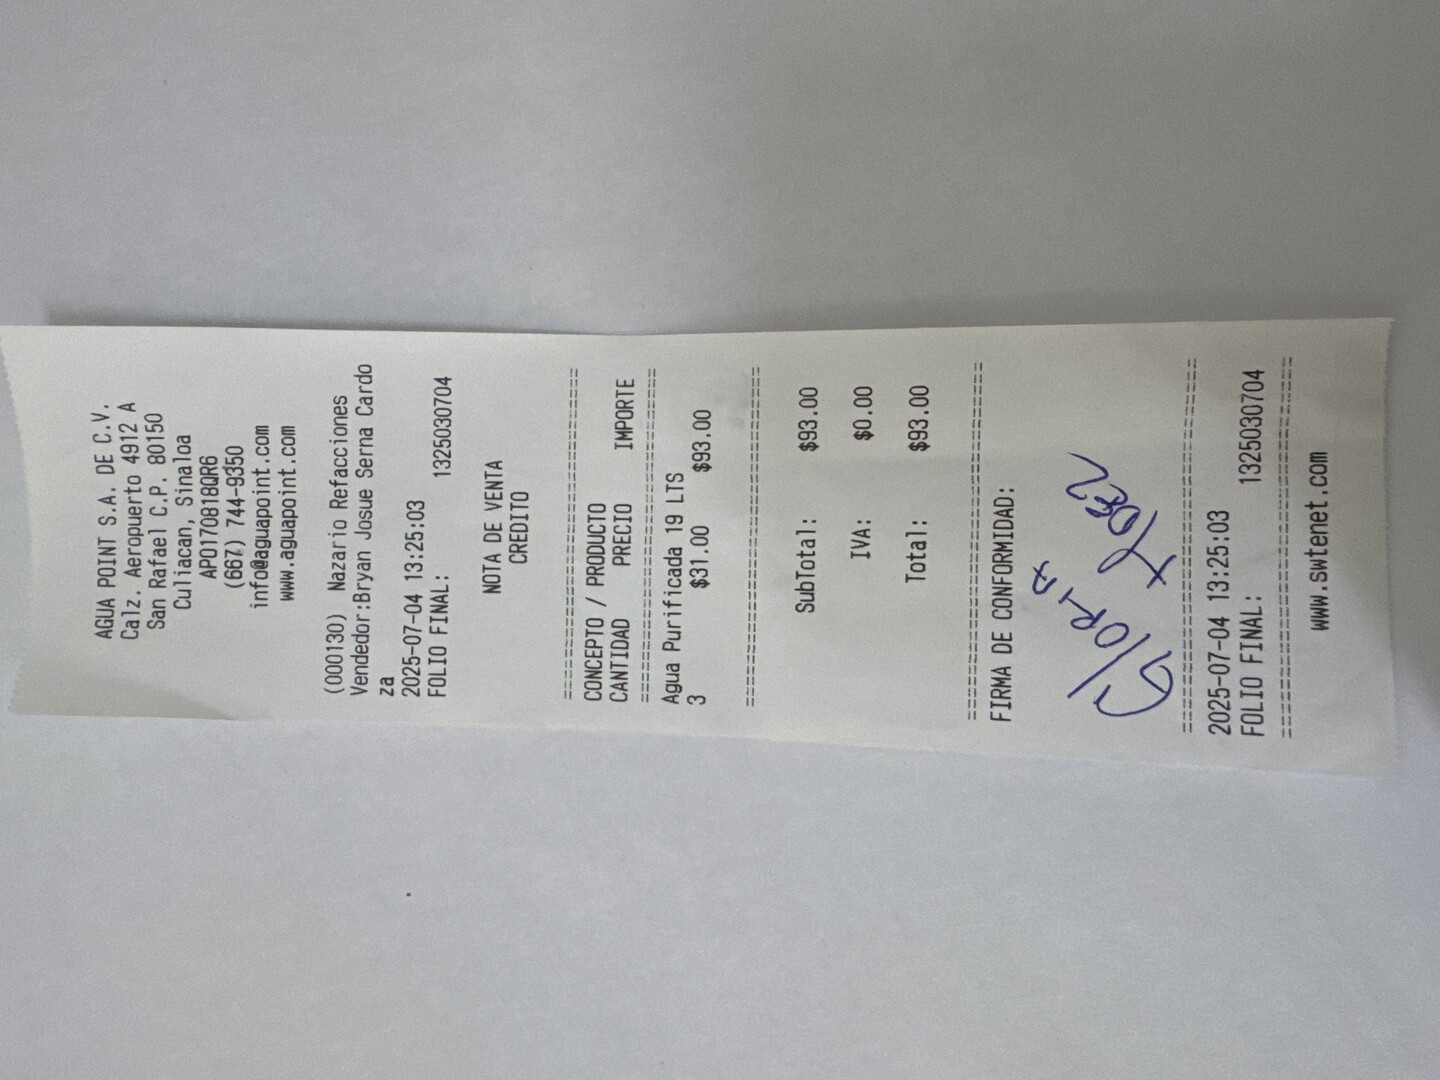 AGUA POINT S.A. DE C.V.
Calz. Aeropuerto 4912 A
San Rafael C.P. 80150
Culiacan, Sinaloa
APO170818QR6
(667) 744-9350
info@aguapoint.com
www.aguapoint.com
(000130) Nazario Refacciones
Vendedor:Bryan Josue Serna Cardo
za
2025-07-04 13:25:03
FOLIO FINAL: 1325030704
NOTA DE VENTA
CREDITO
================================
CONCEPTO / PRODUCTO
CANTIDAD PRECIO IMPORTE
================================
Agua Purificada 19 LTS
3 $31.00 $93.00
================================
SubTotal: $93.00
IVA: $0.00
Total: $93.00
================================
FIRMA DE CONFORMIDAD:
GloRiA
================================
2025-07-04 13:25:03
FOLIO FINAL: 1325030704
================================
www.swtenet.com